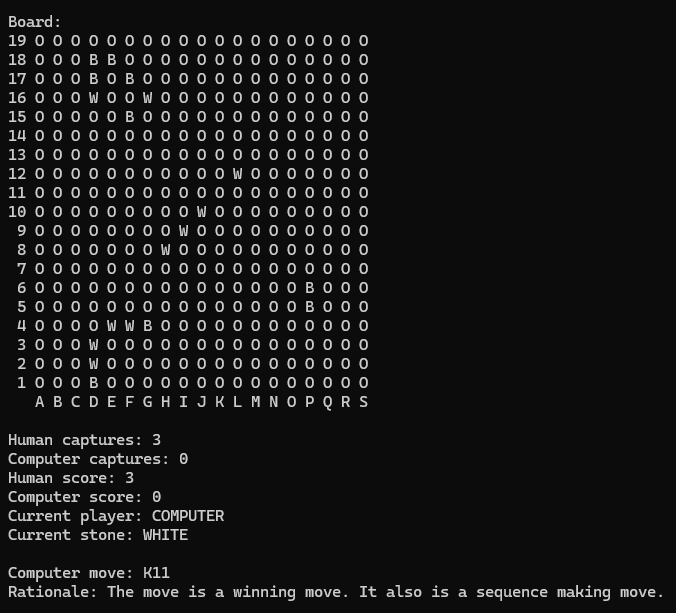 Board:
19 O O O O O O O O O O O O O O O O O O O
18 O O O B B O O O O O O O O O O O O O O
17 O O O B O B O O O O O O O O O O O O O
16 O O O W O O W O O O O O O O O O O O O
15 O O O O O B O O O O O O O O O O O O O
14 O O O O O O O O O O O O O O O O O O O
13 O O O O O O O O O O O O O O O O O O O
12 O O O O O O O O O O O W O O O O O O O
11 O O O O O O O O O O O O O O O O O O O
10 O O O O O O O O O W O O O O O O O O O
9 O O O O O O O O W O O O O O O O O O O
8 O O O O O O O W O O O O O O O O O O O
7 O O O O O O O O O O O O O O O O O O O
6 O O O O O O O O O O O O O O O B O O O
5 O O O O O O O O O O O O O O O B O O O
4 O O O O W W B O O O O O O O O O O O O
3 O O O W O O O O O O O O O O O O O O O
2 O O O W O O O O O O O O O O O O O O O
1 O O O B O O O O O O O O O O O O O O O
A B C D E F G H I J K L M N O P Q R S
Human captures: 3
Computer captures: 0
Human score: 3
Computer score: 0
Current player: COMPUTER
Current stone: WHITE
Computer move: K11
Rationale: The move is a winning move. It also is a sequence making move.